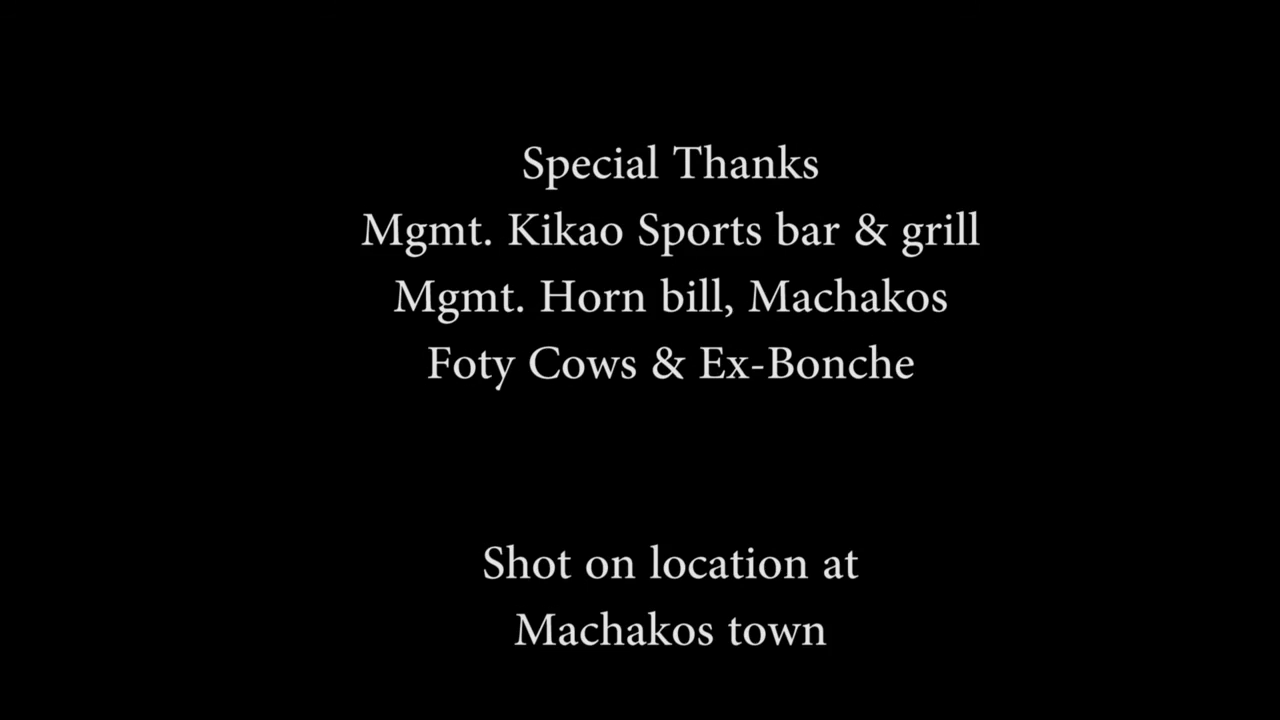 Special Thanks
Mgmt. Kikao Sports bar & grill
Mgmt. Horn bill, Machakos
Foty Cows & Ex-Bonche
Shot on location at
Machakos town